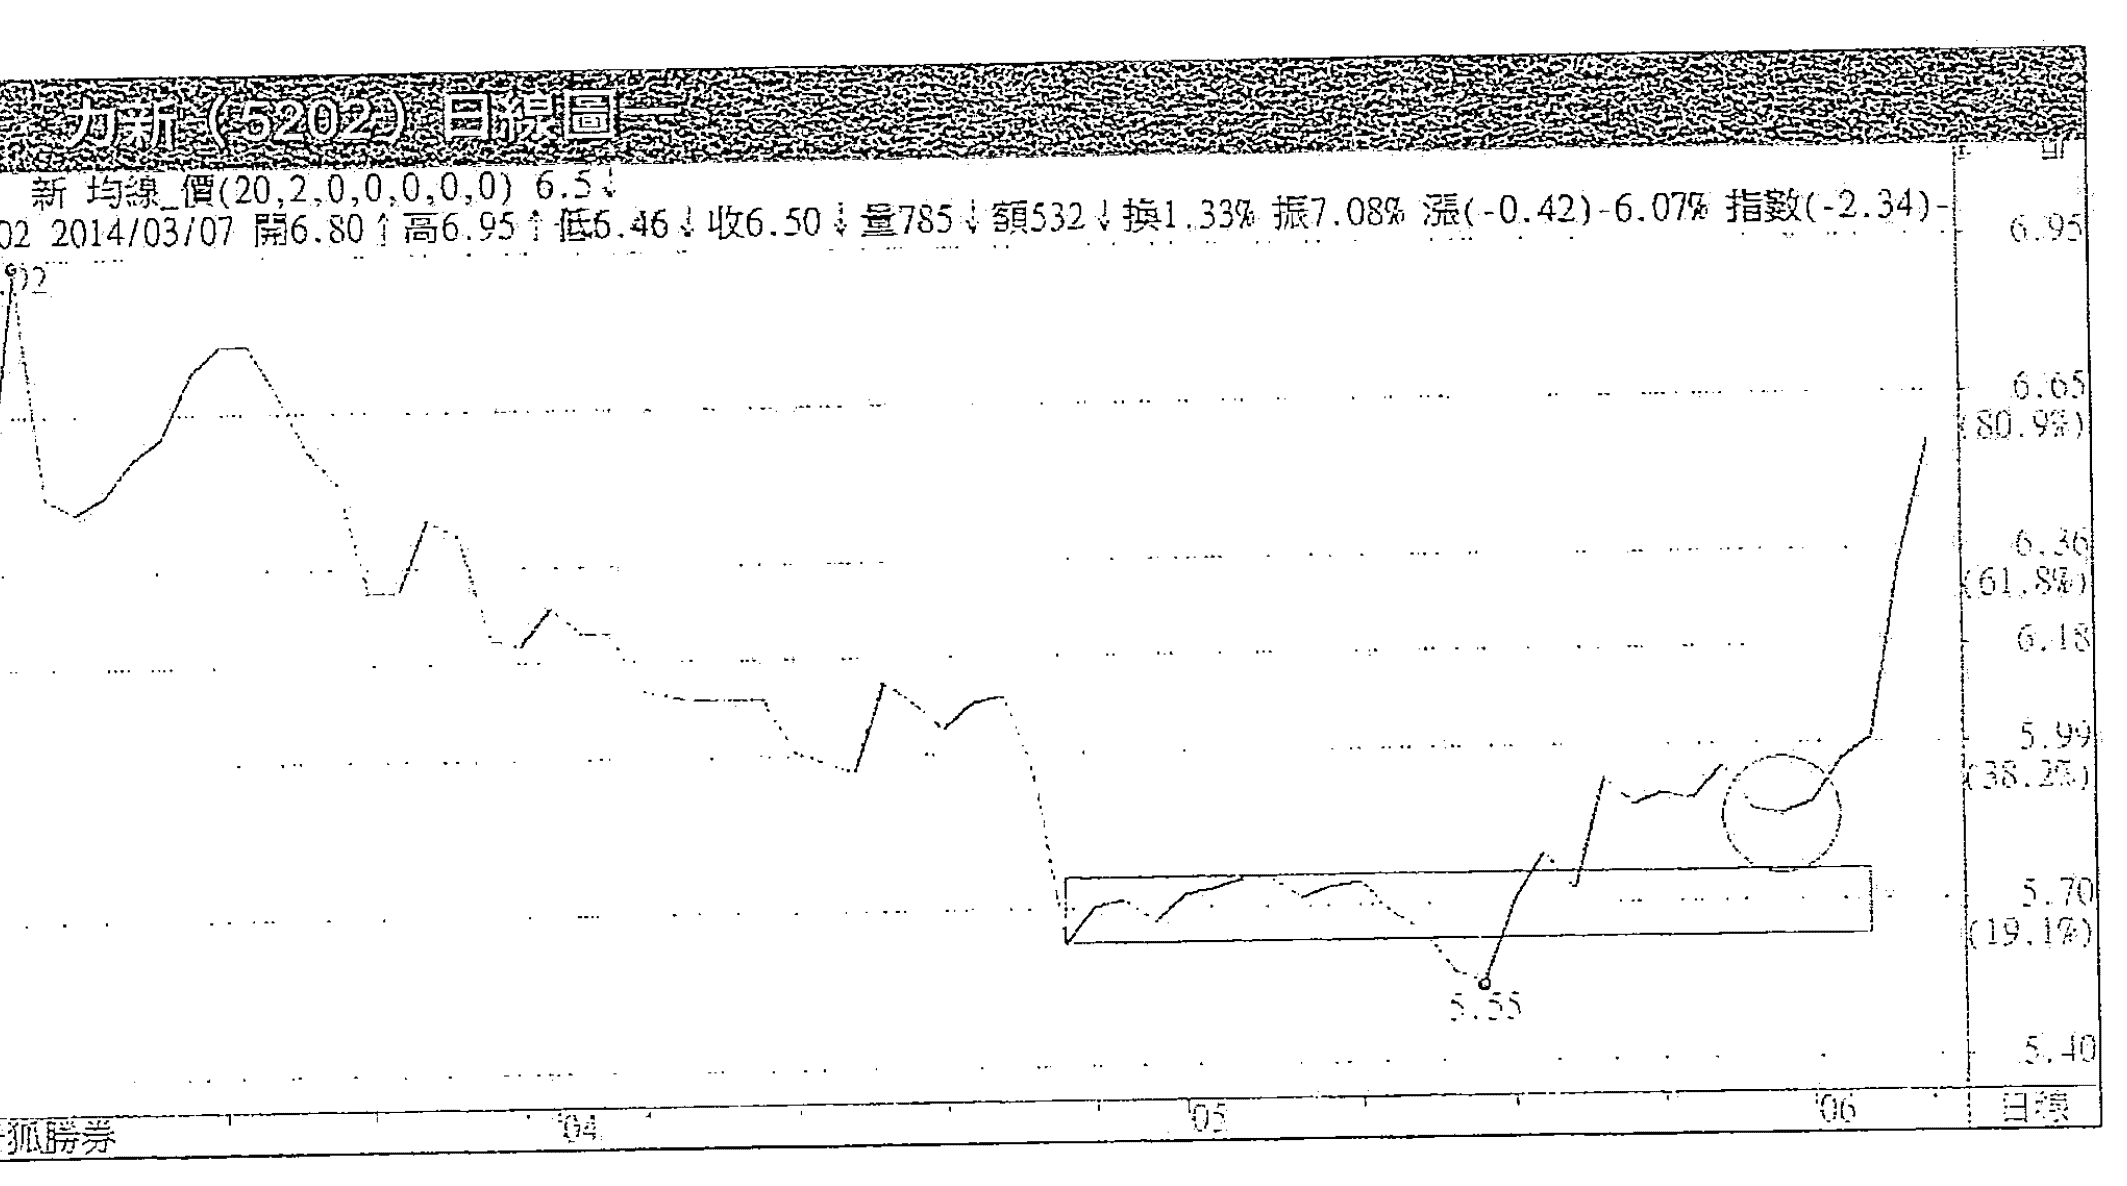 力新（5202）日線圖一
新 均線_價(20,2,0,0,0,0,0) 6.5↓
02 2014/03/07 開6.80↑高6.95↑低6.46↓收6.50↓量785↓額532↓換1.33% 振7.08% 漲(-0.42)-6.07% 指數(-2.34)-
6.95
.92
6.65
(80.9%)
6.36
(61.8%)
6.18
5.99
(38.2%)
5.70
(19.1%)
5.55
5.40
'04 '05 '06 日線
狐勝券